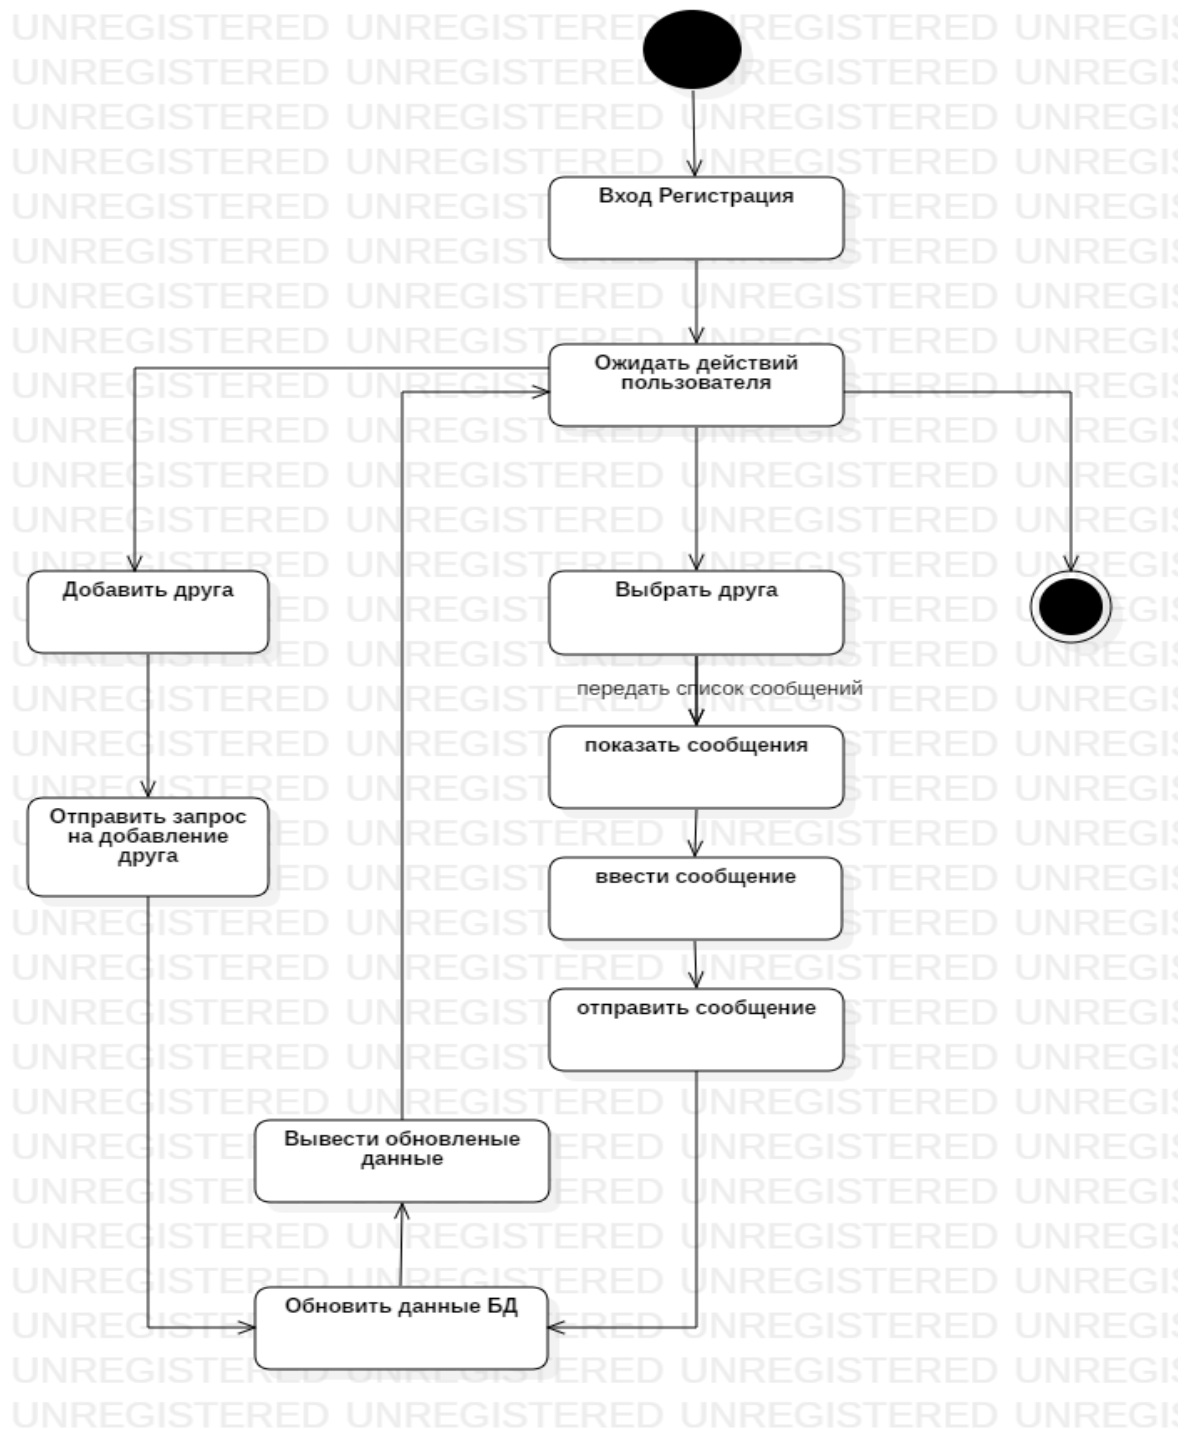 Вход Регистрация
Ожидать действий
пользователя
Добавить друга
Выбрать друга
передать список сообщений
показать сообщения
Отправить запрос
на добавление
друга
ввести сообщение
отправить сообщение
Вывести обновленые
данные
Обновить данные БД
UNREGISTERED